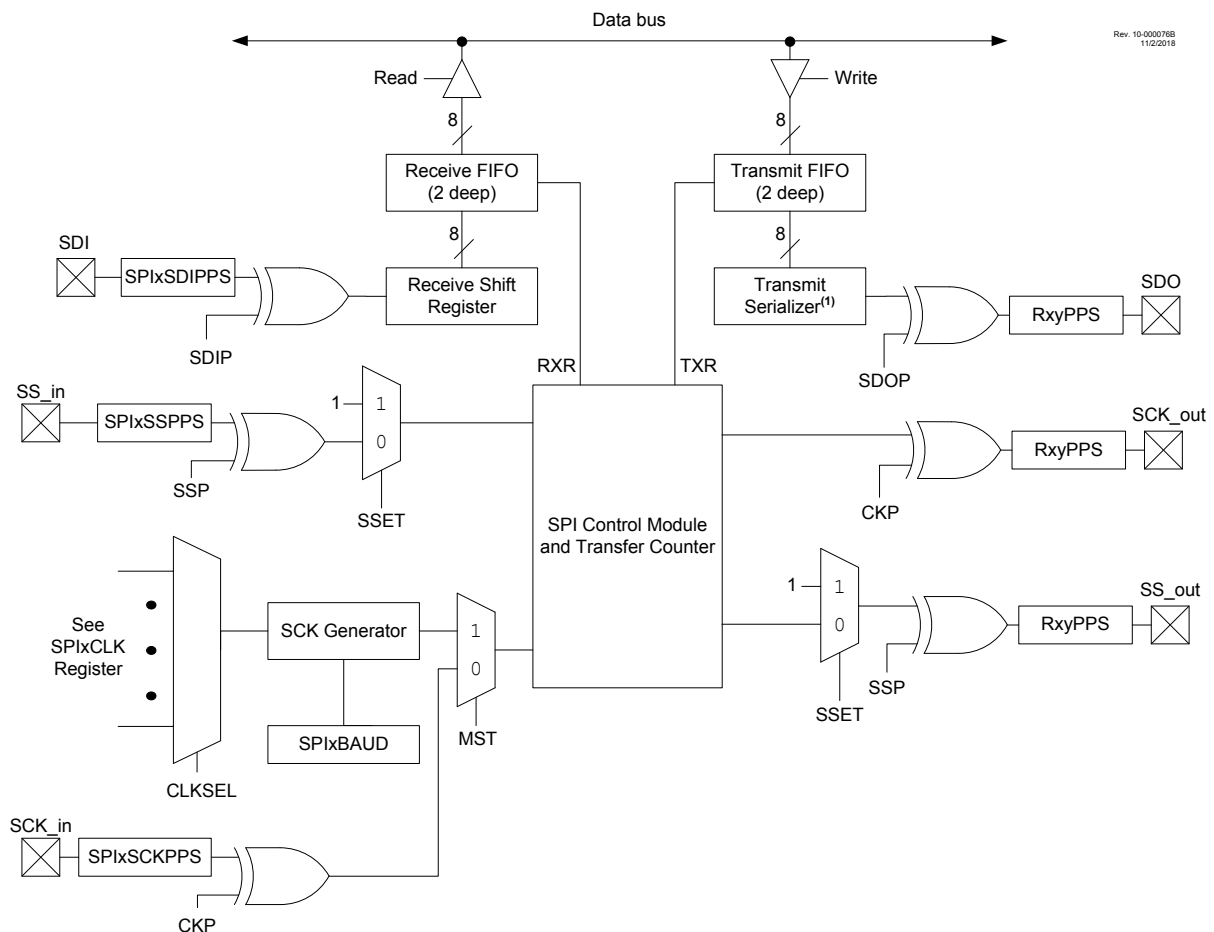 Data bus
Rev. 10-000076B
11/2/2018
Read
Write
8
8
Receive FIFO
(2 deep)
Transmit FIFO
(2 deep)
8
8
SDI
SPIxSDIPPS
SDIP
Receive Shift
Register
Transmit
Serializer(1)
SDOP
RxyPPS
SDO
RXR
TXR
SS_in
SPIxSSPPS
SSP
1
1
0
SSET
SPI Control Module
and Transfer Counter
CKP
RxyPPS
SCK_out
See
SPIxCLK
Register
CLKSEL
SCK Generator
SPIxBAUD
1
0
MST
1
1
0
SSET
SSP
RxyPPS
SS_out
SCK_in
SPIxSCKPPS
CKP